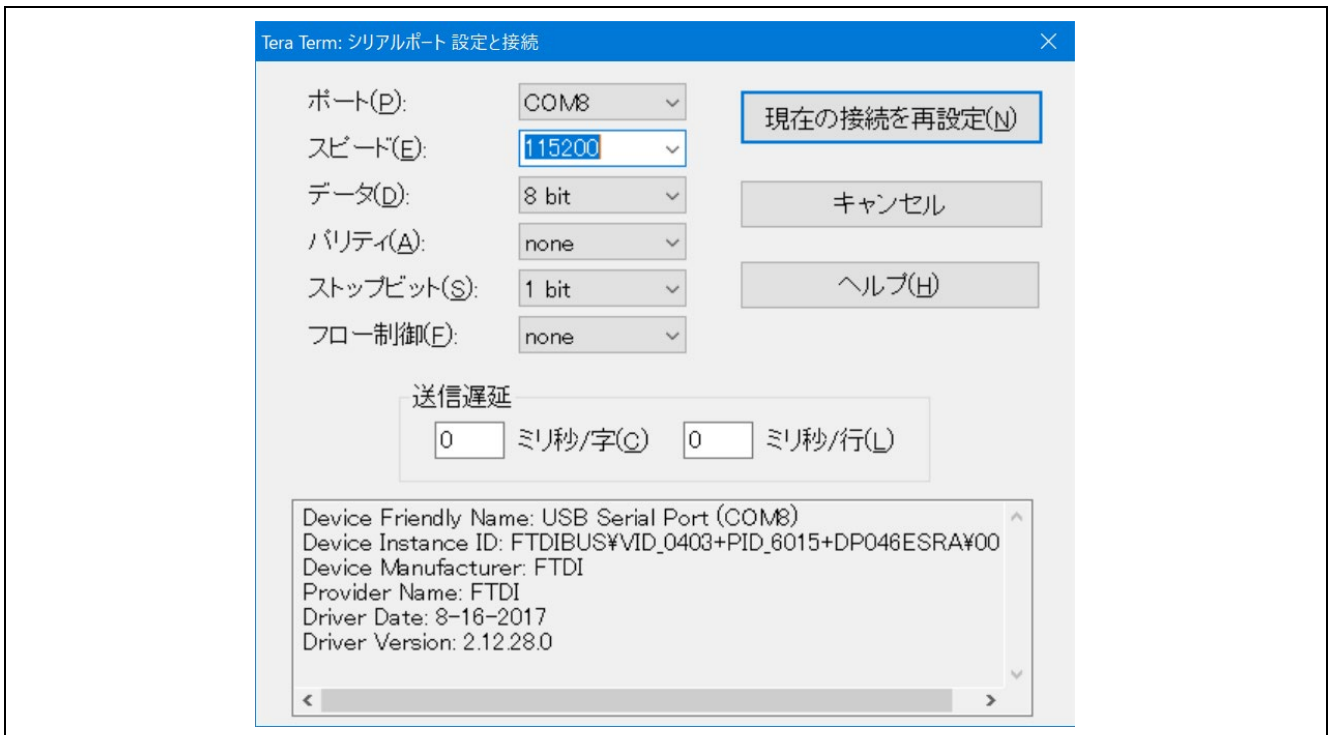 Tera Term: シリアルポート 設定と接続
ポート(P): COM8
現在の接続を再設定(N)
スピード(E): 115200
データ(D): 8 bit
キャンセル
パリティ(A): none
ストップビット(S): 1 bit
ヘルプ(H)
フロー制御(F): none
送信遅延
0 ミリ秒/字(C) 0 ミリ秒/行(L)
Device Friendly Name: USB Serial Port (COM8)
Device Instance ID: FTDIBUS¥VID_0403+PID_6015+DP046ESRA¥00
Device Manufacturer: FTDI
Provider Name: FTDI
Driver Date: 8-16-2017
Driver Version: 2.12.28.0